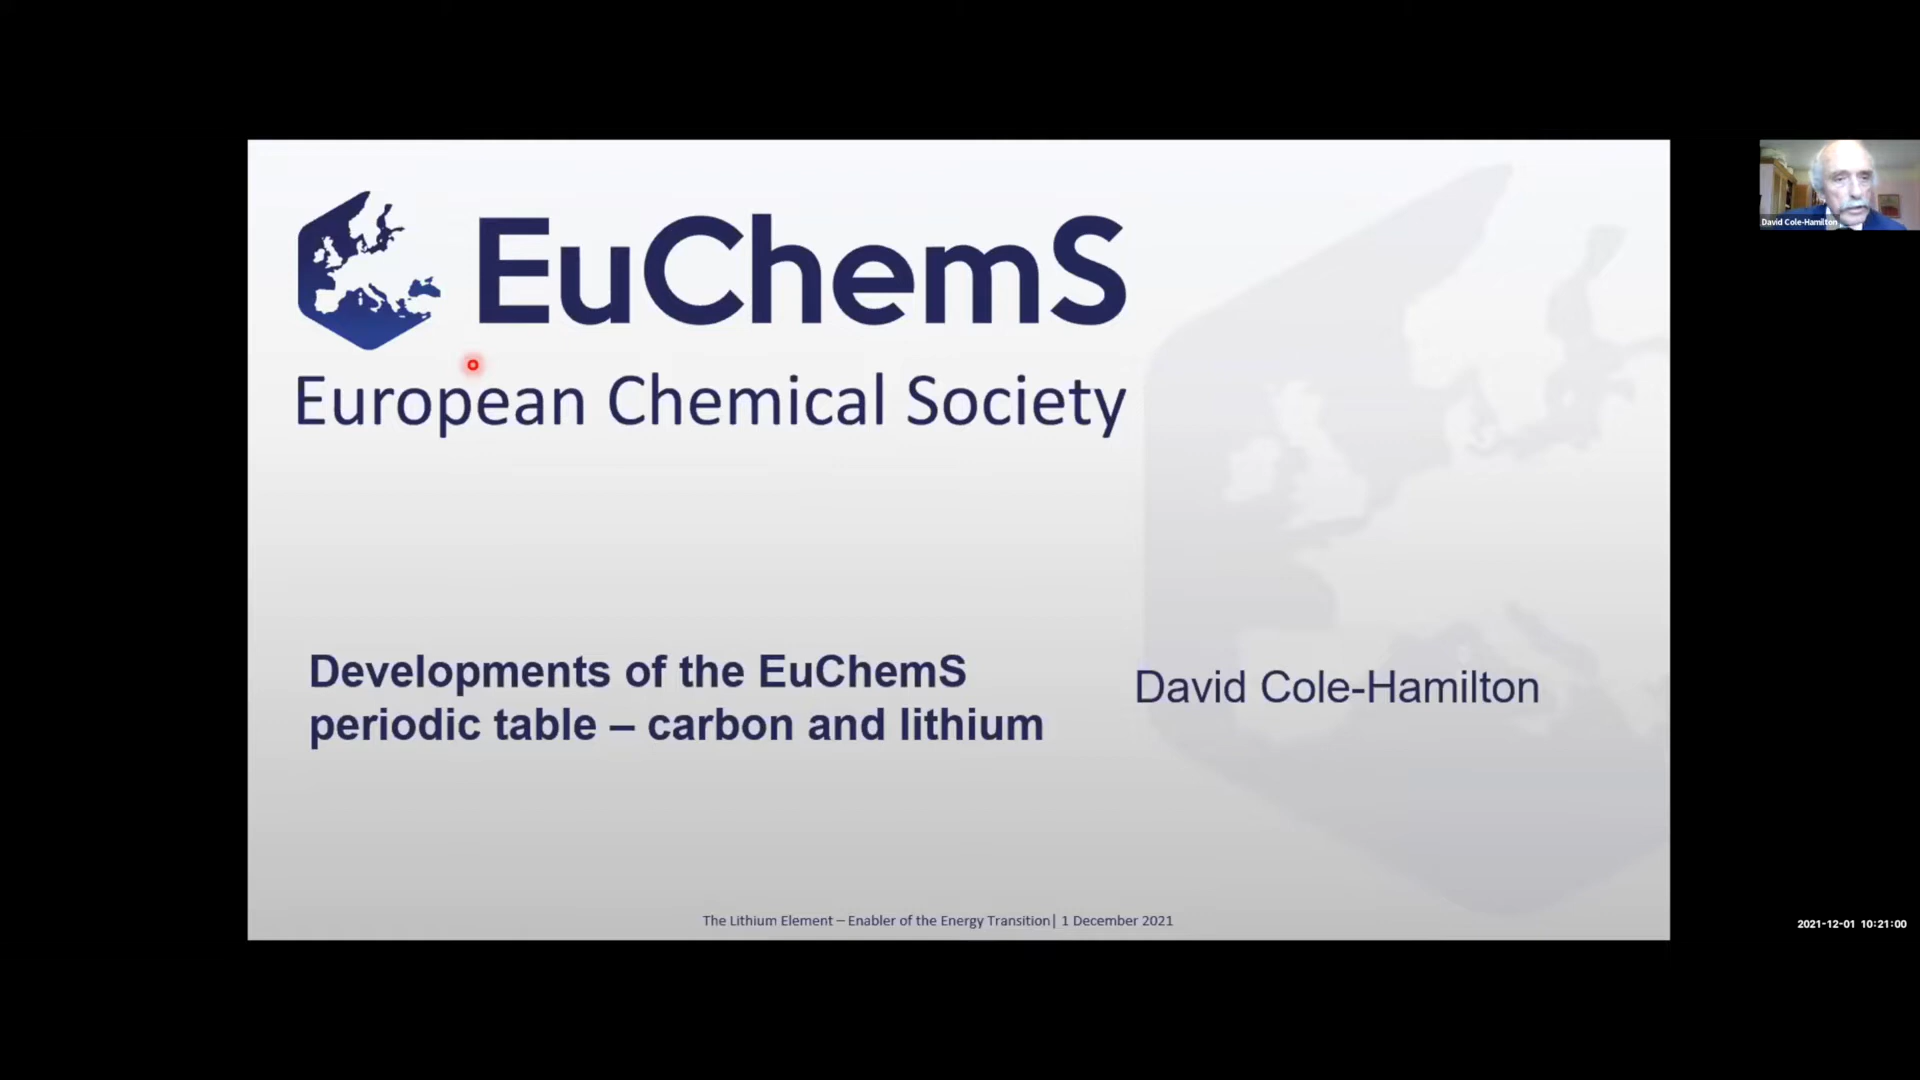 EuChemS
European Chemical Society
Developments of the EuChemS
periodic table – carbon and lithium
David Cole-Hamilton
The Lithium Element – Enabler of the Energy Transition| 1 December 2021
David Cole-Hamilton
2021-12-01 10:21:00